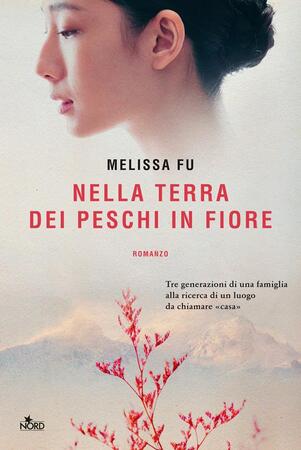 MELISSA FU
NELLA TERRA
DEI PESCHI IN FIORE
ROMANZO
Tre generazioni di una famiglia
alla ricerca di un luogo
da chiamare «casa»
NORD